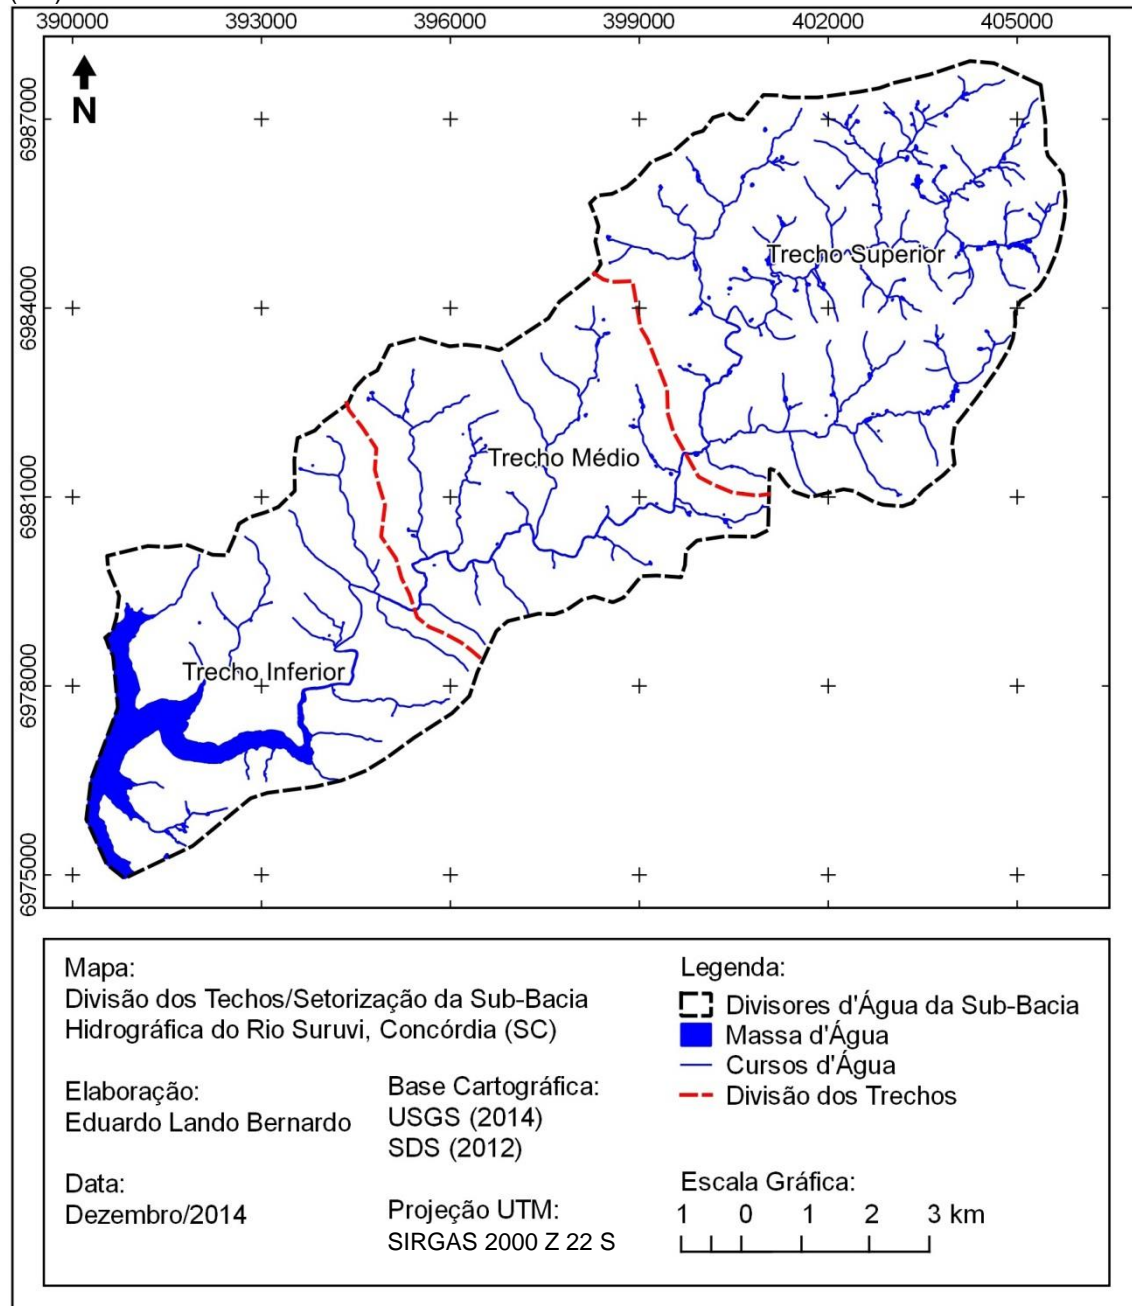 390000 393000 396000 399000 402000 405000
N
6987000
6984000
6981000
6978000
6975000
Trecho Superior
Trecho Médio
Trecho Inferior
Mapa:
Divisão dos Techos/Setorização da Sub-Bacia
Hidrográfica do Rio Suruvi, Concórdia (SC)
Elaboração:
Eduardo Lando Bernardo
Data:
Dezembro/2014
Base Cartográfica:
USGS (2014)
SDS (2012)
Projeção UTM:
SIRGAS 2000 Z 22 S
Legenda:
Divisores d'Água da Sub-Bacia
Massa d'Água
Cursos d'Água
Divisão dos Trechos
Escala Gráfica:
1 0 1 2 3 km